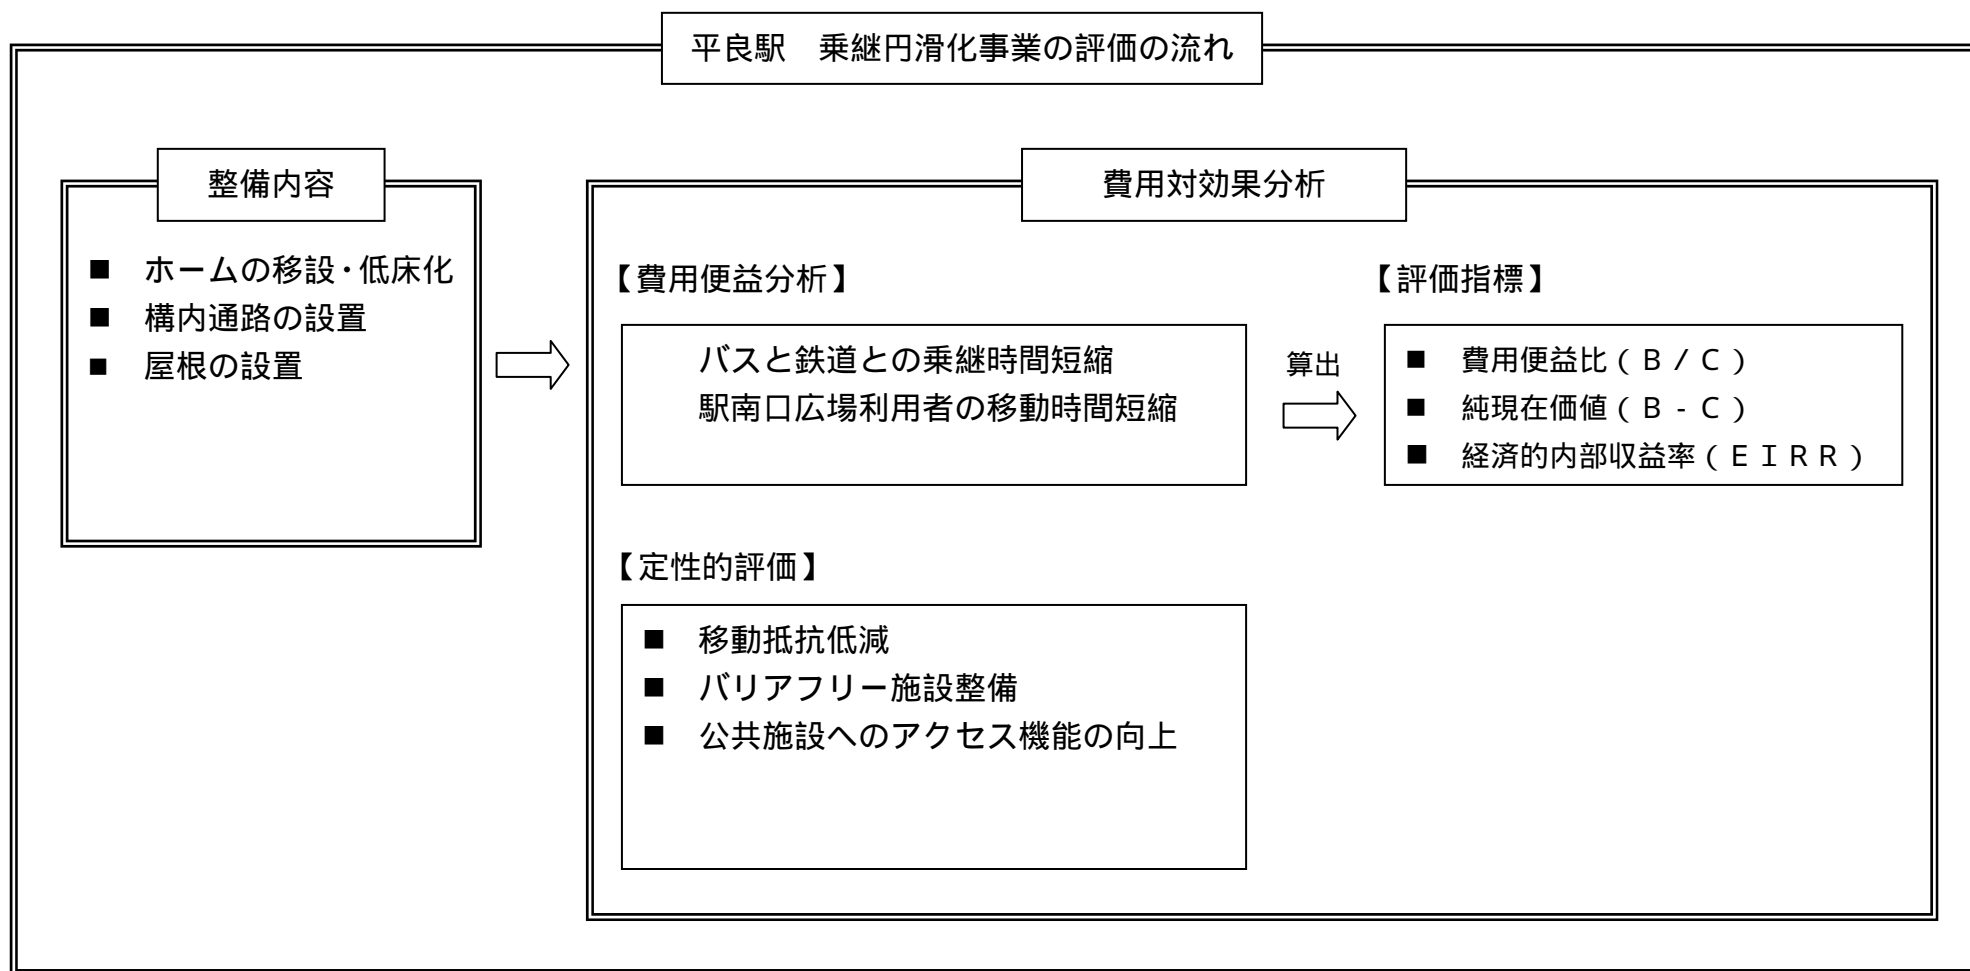 平良駅　乗継円滑化事業の評価の流れ
整備内容
■　ホームの移設・低床化
■　構内通路の設置
■　屋根の設置
費用対効果分析
【費用便益分析】
バスと鉄道との乗継時間短縮
駅南口広場利用者の移動時間短縮
算出
【評価指標】
■　費用便益比（Ｂ／｣）
■　純現在価値（Ｂ‐Ｃ）
■　経済的内部収益率（ＥＩＲＲ）
【定性的評価】
■　移動抵抗低減
■　バリアフリー施設整備
■　公共施設へのアクセス機能の向上